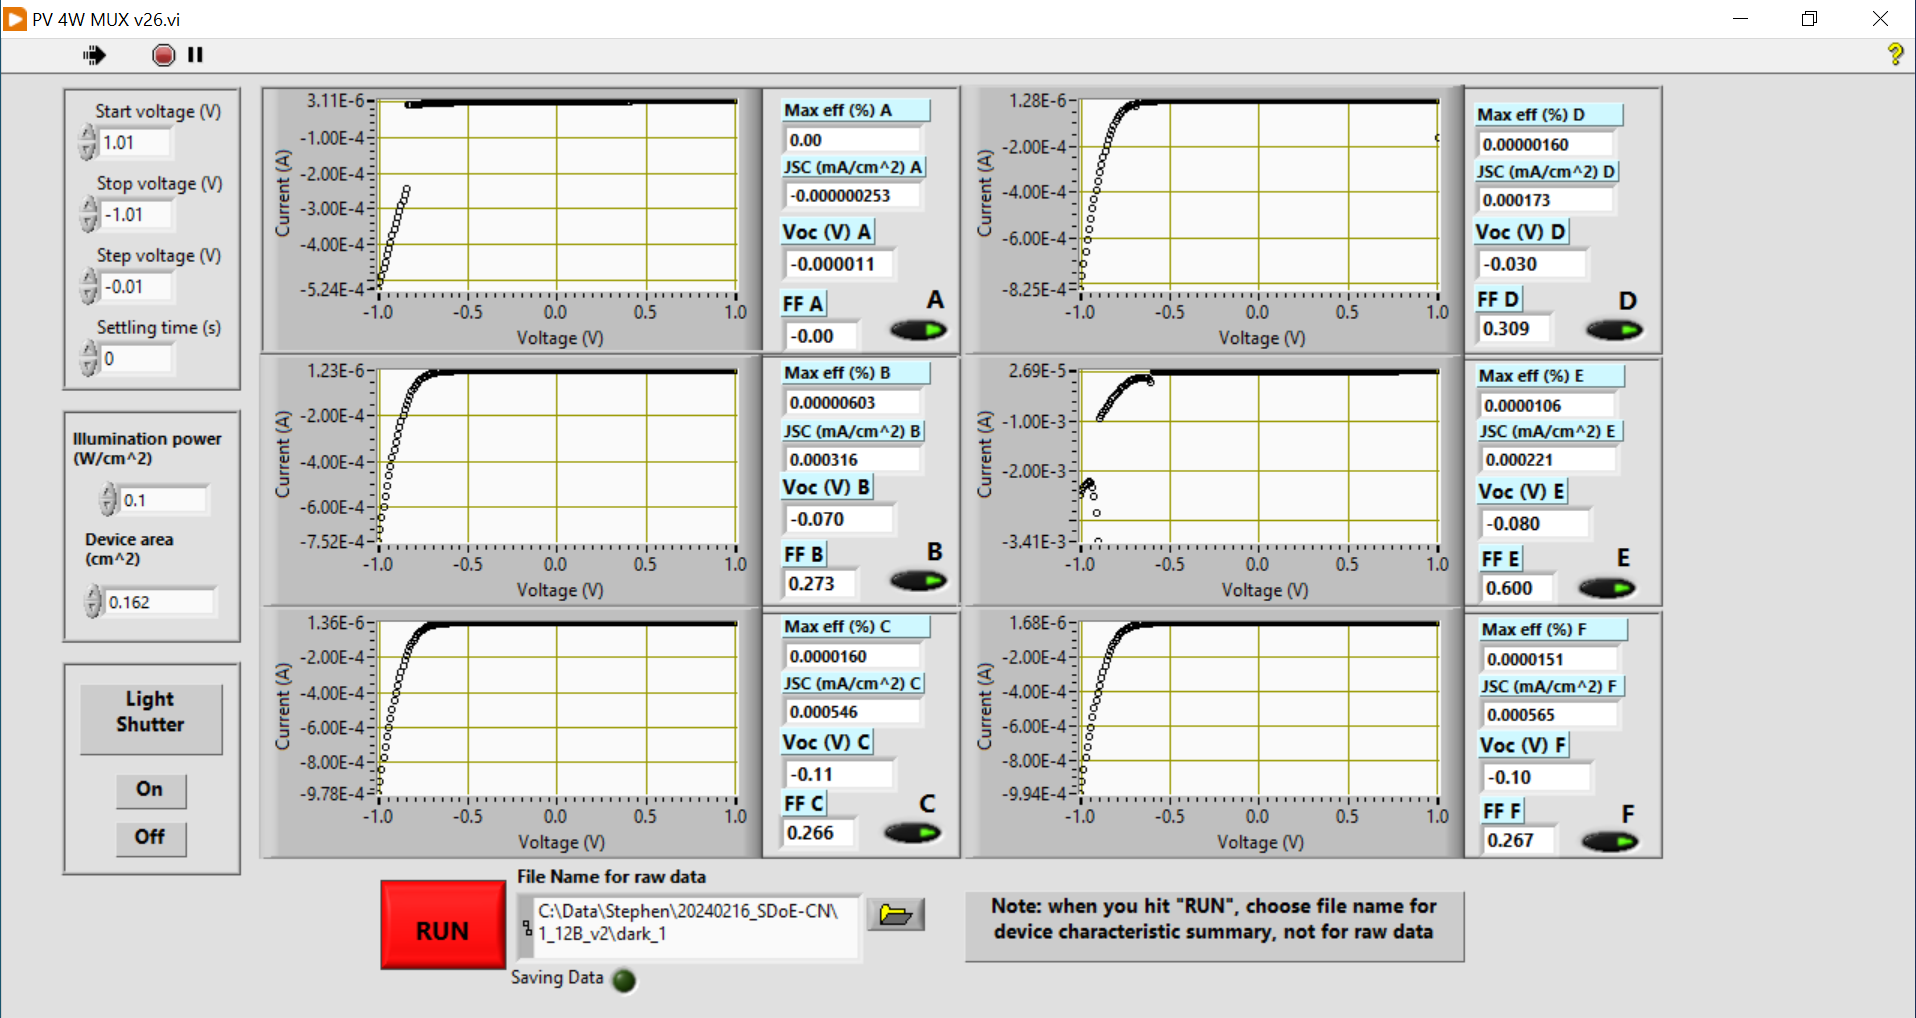 PV 4W MUX v26.vi
Start voltage (V)
1.01
Stop voltage (V)
-1.01
Step voltage (V)
-0.01
Settling time (s)
0
Illumination power
(W/cm^2)
0.1
Device area
(cm^2)
0.162
Light
Shutter
On
Off
3.11E-6
-1.00E-4
-2.00E-4
-3.00E-4
-4.00E-4
-5.24E-4
Current (A)
-1.0 -0.5 0.0 0.5 1.0
Voltage (V)
Max eff (%) A
0.00
JSC (mA/cm^2) A
-0.000000253
Voc (V) A
-0.000011
FF A
-0.00
A
1.23E-6
-2.00E-4
-4.00E-4
-6.00E-4
-7.52E-4
Current (A)
-1.0 -0.5 0.0 0.5 1.0
Voltage (V)
Max eff (%) B
0.00000603
JSC (mA/cm^2) B
0.000316
Voc (V) B
-0.070
FF B
0.273
B
1.36E-6
-2.00E-4
-4.00E-4
-6.00E-4
-8.00E-4
-9.78E-4
Current (A)
-1.0 -0.5 0.0 0.5 1.0
Voltage (V)
Max eff (%) C
0.0000160
JSC (mA/cm^2) C
0.000546
Voc (V) C
-0.11
FF C
0.266
C
1.28E-6
-2.00E-4
-4.00E-4
-6.00E-4
-8.25E-4
Current (A)
-1.0 -0.5 0.0 0.5 1.0
Voltage (V)
Max eff (%) D
0.00000160
JSC (mA/cm^2) D
0.000173
Voc (V) D
-0.030
FF D
0.309
D
2.69E-5
-1.00E-3
-2.00E-3
-3.41E-3
Current (A)
-1.0 -0.5 0.0 0.5 1.0
Voltage (V)
Max eff (%) E
0.0000106
JSC (mA/cm^2) E
0.000221
Voc (V) E
-0.080
FF E
0.600
E
1.68E-6
-2.00E-4
-4.00E-4
-6.00E-4
-8.00E-4
-9.94E-4
Current (A)
-1.0 -0.5 0.0 0.5 1.0
Voltage (V)
Max eff (%) F
0.0000151
JSC (mA/cm^2) F
0.000565
Voc (V) F
-0.10
FF F
0.267
F
RUN
File Name for raw data
C:\Data\Stephen\20240216_SDoE-CN\
1_12B_v2\dark_1
Saving Data
Note: when you hit "RUN", choose file name for
device characteristic summary, not for raw data